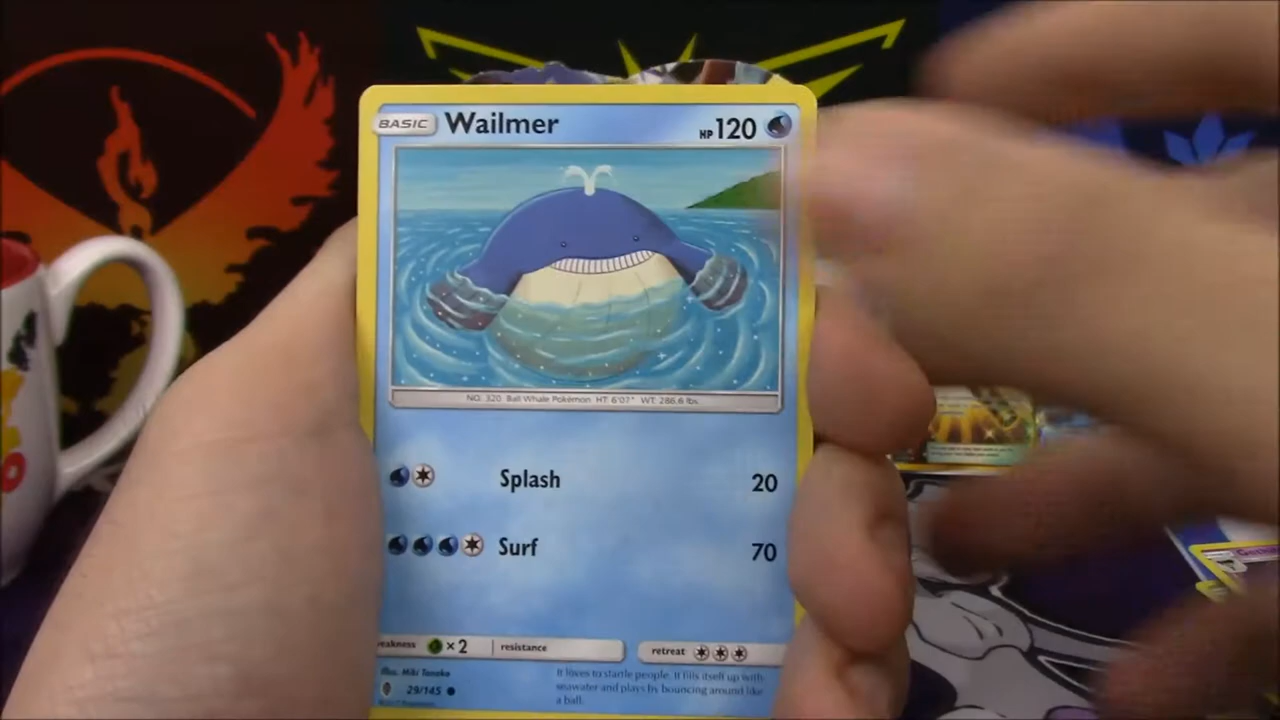 BASIC Wailmer HP 120
NO. 320 Ball Whale Pokémon HT: 6'07" WT: 286.6 lbs.
Splash 20
Surf 70
weakness ×2 resistance retreat
Illus. Miki Tanaka
29/145
It loves to startle people. It fills itself up with
seawater and plays by bouncing around like
a ball.